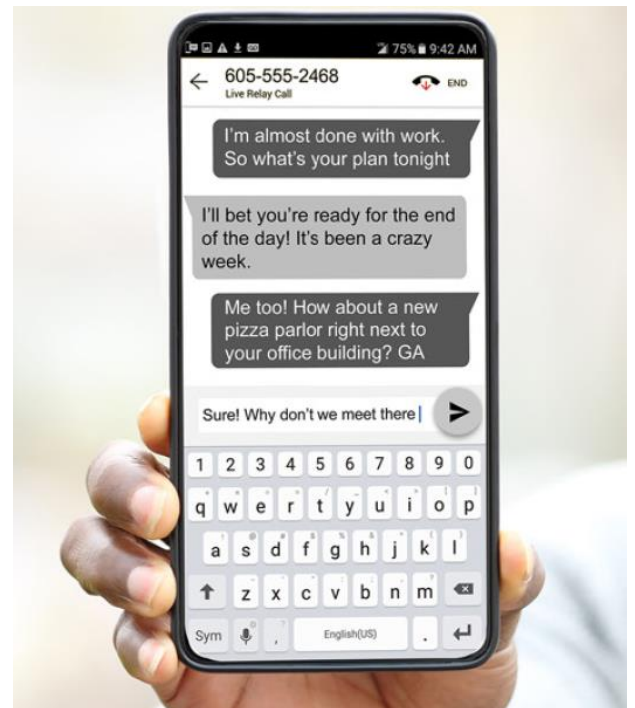 75% 9:42 AM
605-555-2468
Live Relay Call
END
I'm almost done with work.
So what's your plan tonight
I'll bet you're ready for the end
of the day! It's been a crazy
week.
Me too! How about a new
pizza parlor right next to
your office building? GA
Sure! Why don't we meet there
1 2 3 4 5 6 7 8 9 0
q w e r t y u i o p
a s d f g h j k l
z x c v b n m
Sym , English(US) .